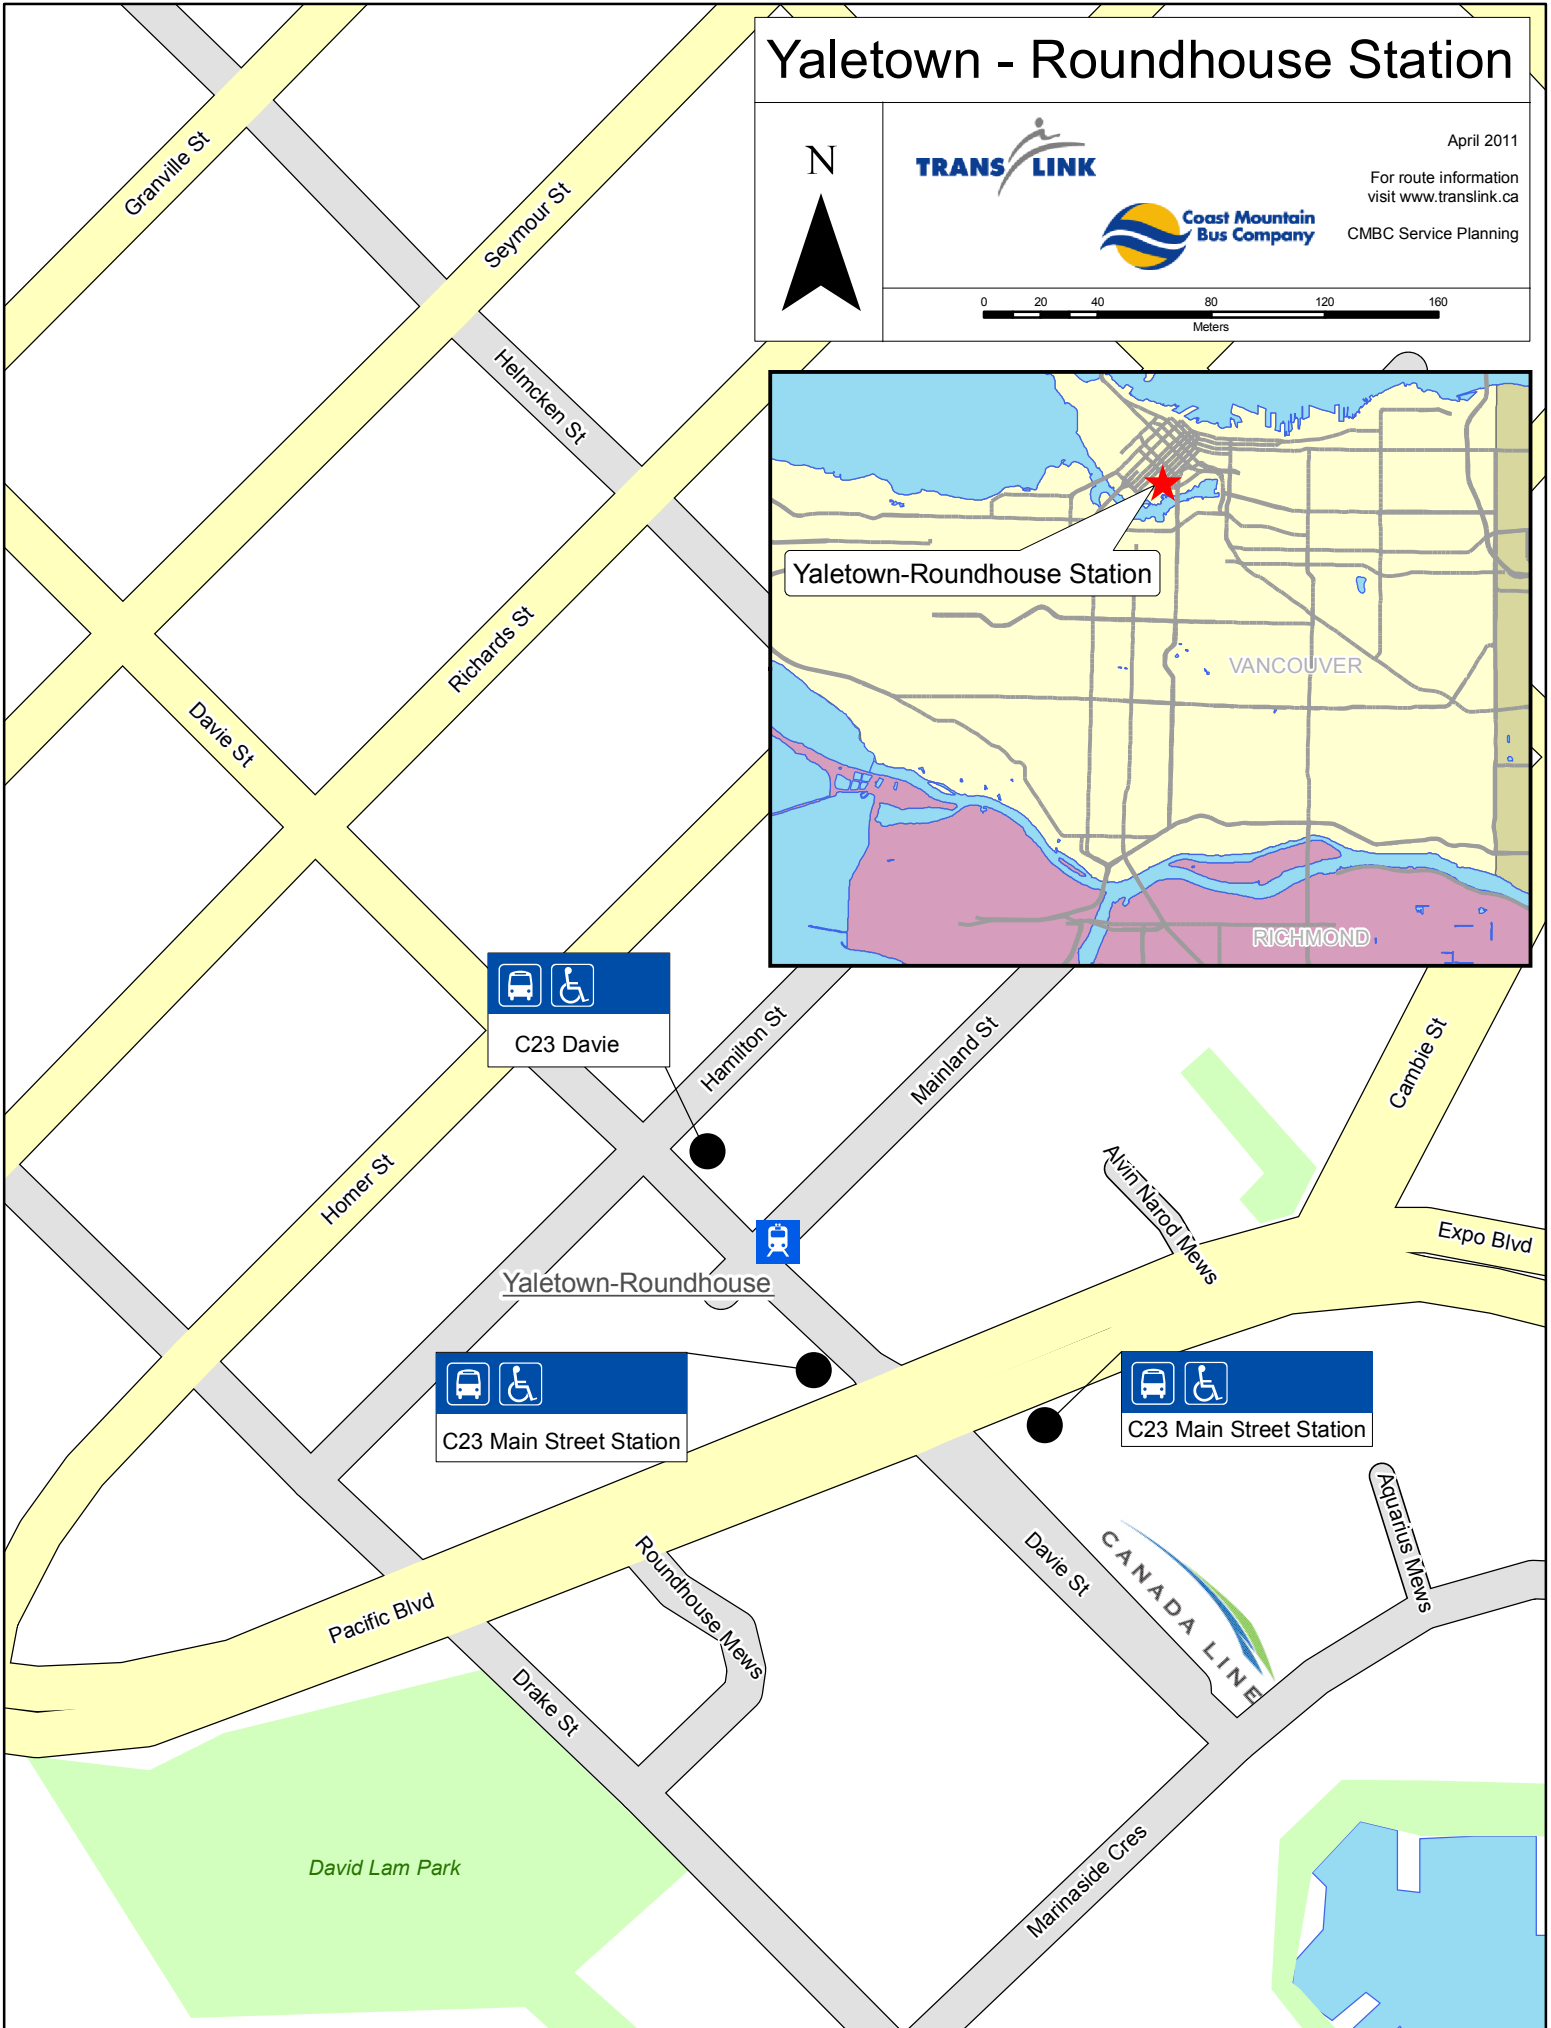 Yaletown - Roundhouse Station
N
TRANS LINK
April 2011
For route information
visit www.translink.ca
Coast Mountain
Bus Company
CMBC Service Planning
0 20 40 80 120 160
Meters
Granville St
Seymour St
Helmcken St
Richards St
Davie St
Yaletown-Roundhouse Station
VANCOUVER
RICHMOND
C23 Davie
Hamilton St
Mainland St
Cambie St
Homer St
Alvin Narod Mews
Expo Blvd
Yaletown-Roundhouse
C23 Main Street Station
C23 Main Street Station
Pacific Blvd
Roundhouse Mews
Davie St
CANADA LINE
Aquarius Mews
Drake St
David Lam Park
Marinaside Cres